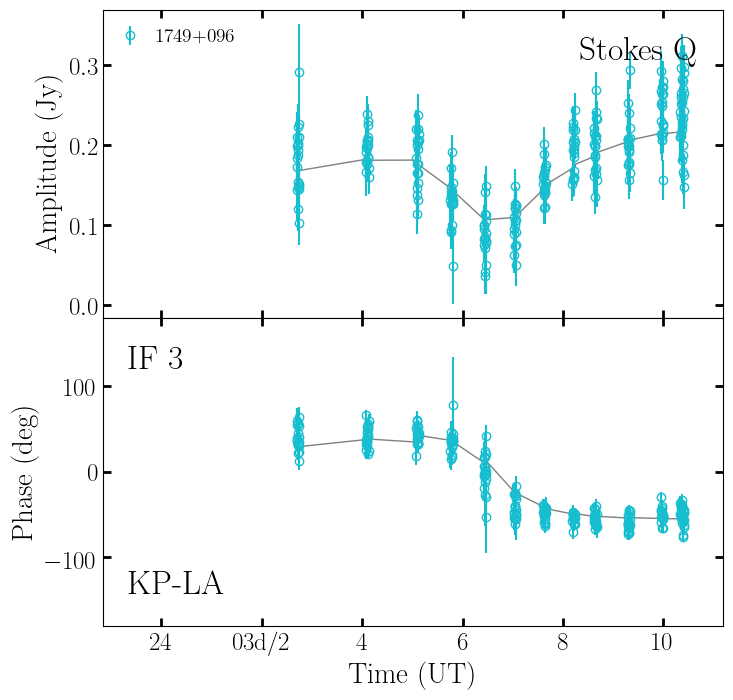 1749+096
Stokes Q
Amplitude (Jy)
0.3
0.2
0.1
0.0
IF 3
Phase (deg)
100
0
−100
KP-LA
24 03d/2 4 6 8 10
Time (UT)